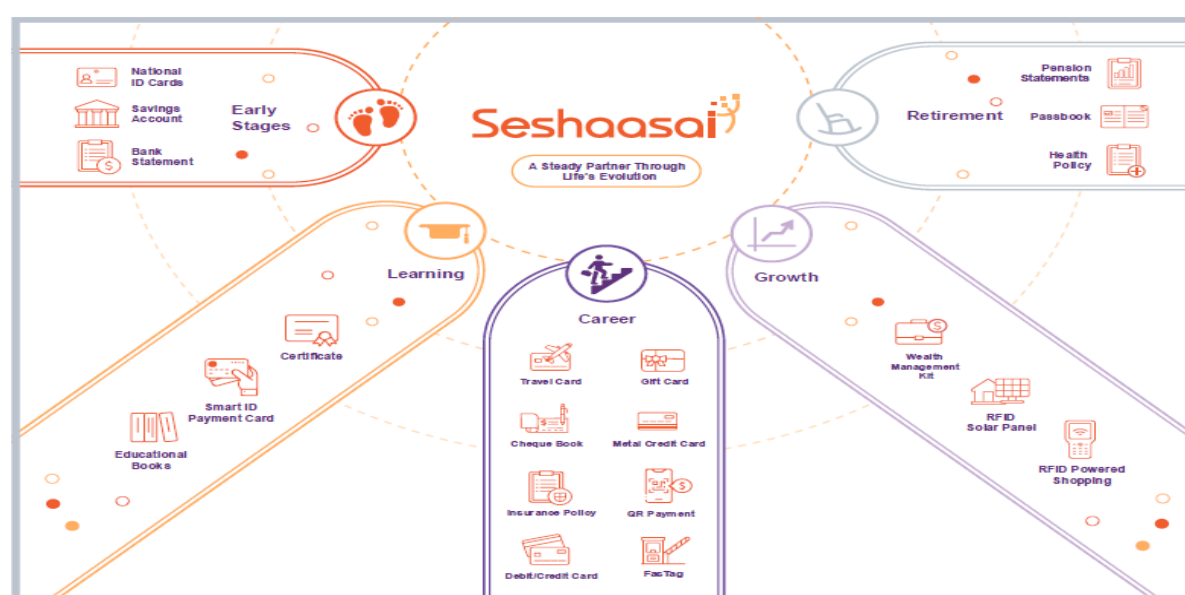 Seshaasai
A Steady Partner Through
Life's Evolution
Early
Stages
National
ID Cards
Savings
Account
Bank
Statement
Learning
Certificate
Smart ID
Payment Card
Educational
Books
Career
Travel Card
Gift Card
Cheque Book
Metal Credit Card
Insurance Policy
QR Payment
Debit/Credit Card
FasTag
Growth
Wealth
Management
Kit
RFID
Solar Panel
RFID Powered
Shopping
Retirement
Pension
Statements
Passbook
Health
Policy